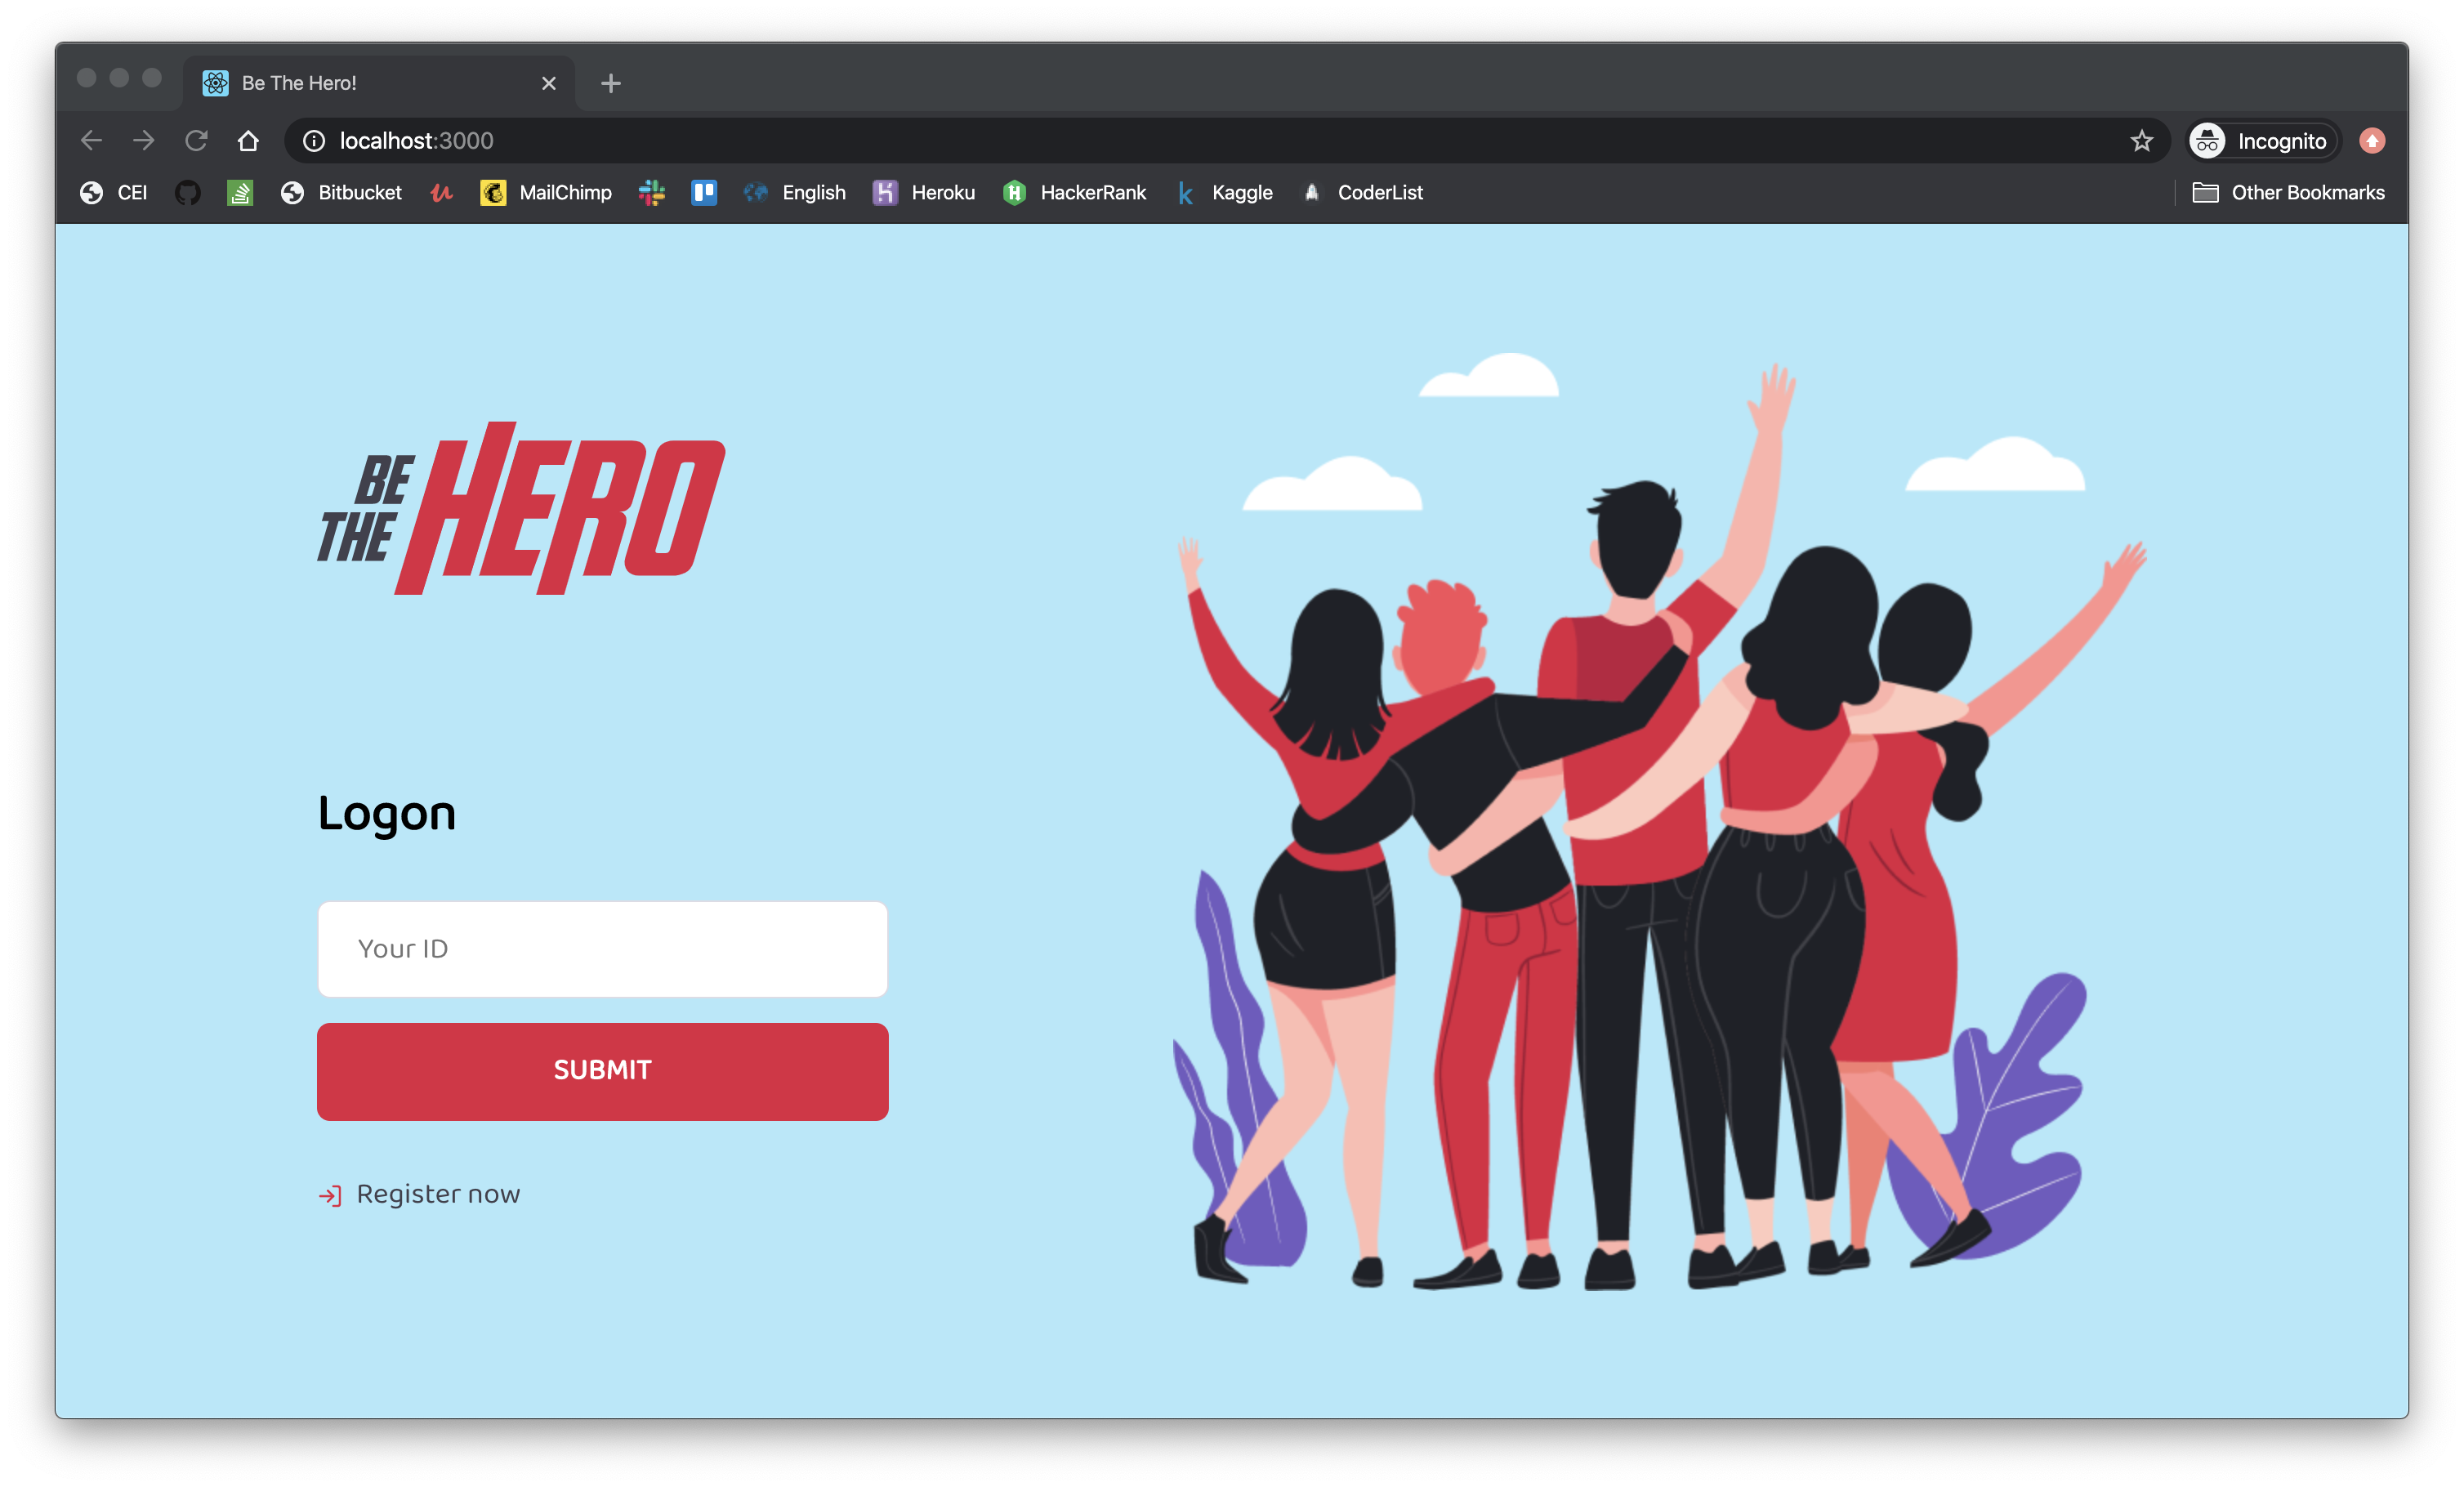 Be The Hero!
localhost:3000
Incognito
CEI Bitbucket MailChimp English Heroku HackerRank Kaggle CoderList Other Bookmarks
BE
THE HERO
Logon
Your ID
SUBMIT
Register now